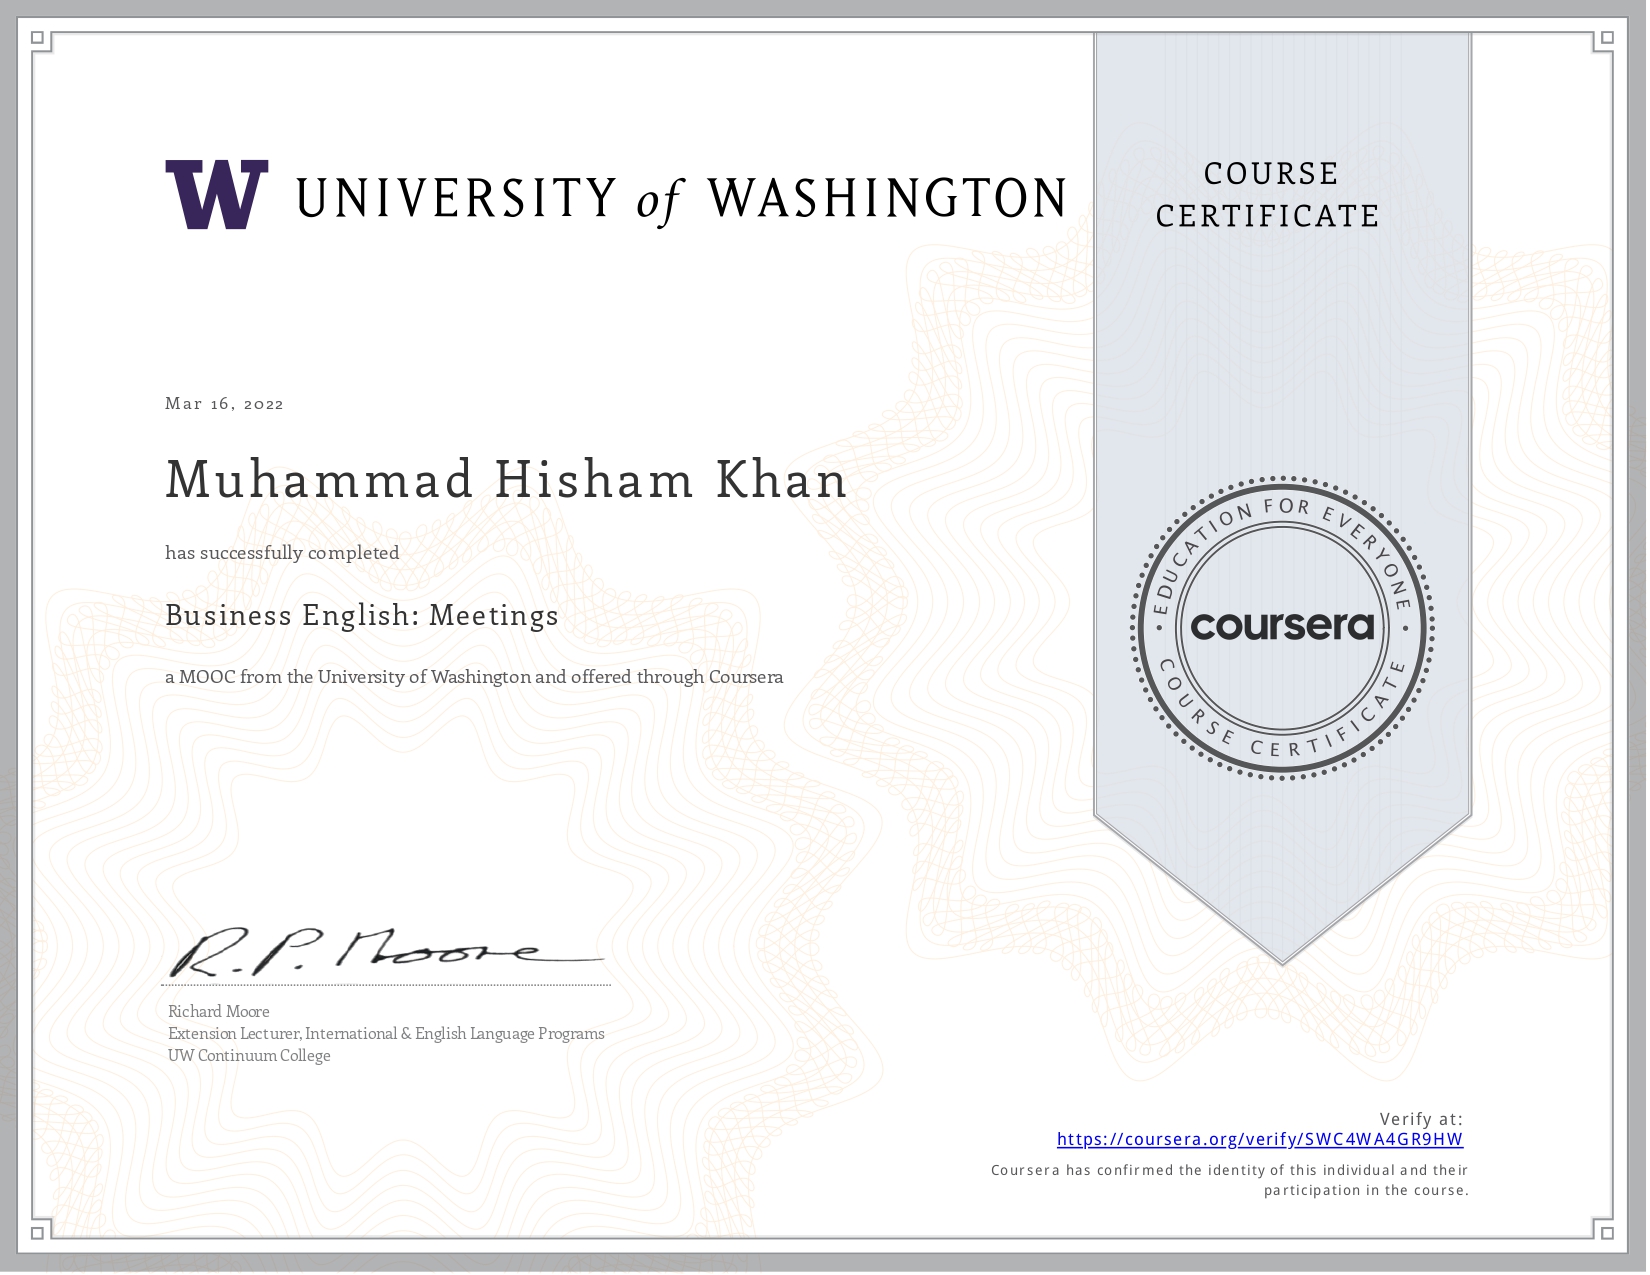 W UNIVERSITY of WASHINGTON
COURSE
CERTIFICATE
Mar 16, 2022
Muhammad Hisham Khan
has successfully completed
Business English: Meetings
a MOOC from the University of Washington and offered through Coursera
EDUCATION FOR EVERYONE
coursera
COURSE CERTIFICATE
R. P. Moore
Richard Moore
Extension Lecturer, International & English Language Programs
UW Continuum College
Verify at:
https://coursera.org/verify/SWC4WA4GR9HW
Coursera has confirmed the identity of this individual and their
participation in the course.